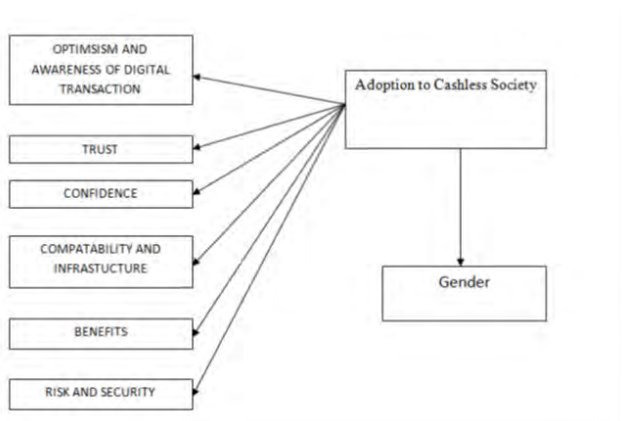 OPTIMSISM AND
AWARENESS OF DIGITAL
TRANSACTION
Adoption to Cashless Society
TRUST
CONFIDENCE
COMPATABILITY AND
INFRASTUCTURE
Gender
BENEFITS
RISK AND SECURITY